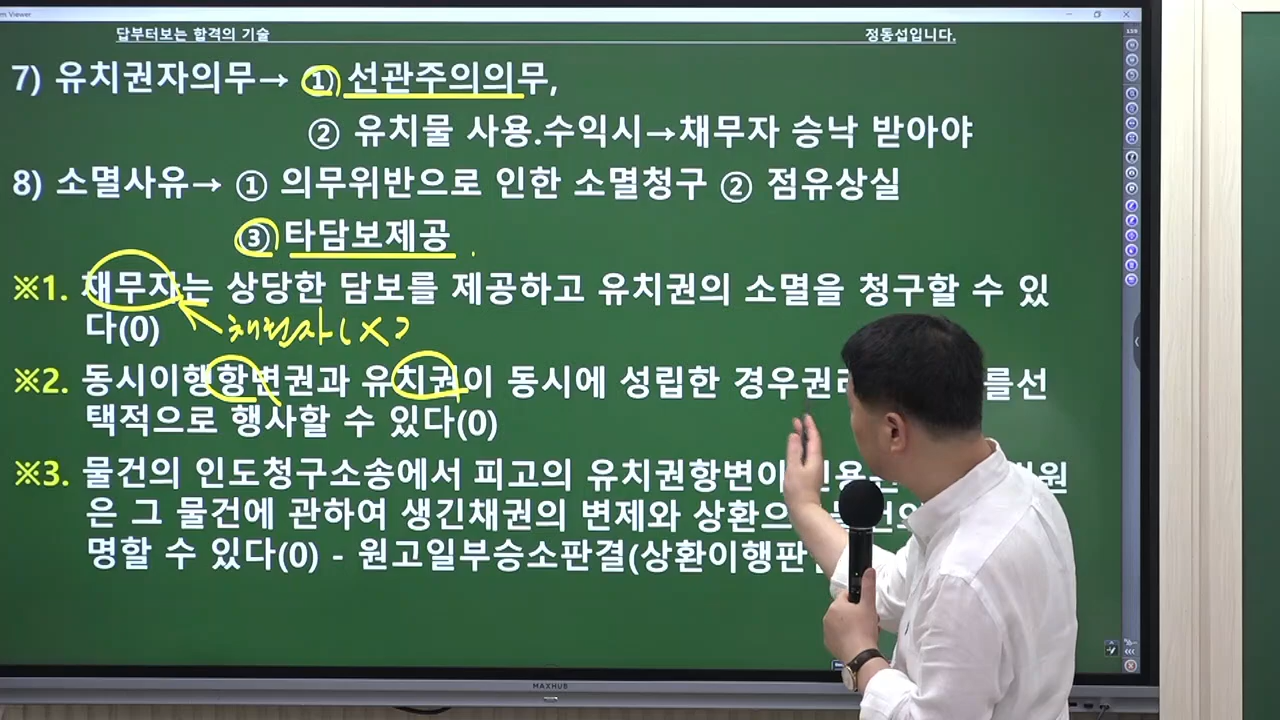 Viewer
답부터보는 합격의 기술 정동섭입니다.
7) 유치권자의무→ ① 선관주의의무,
② 유치물 사용.수익시→채무자 승낙 받아야
8) 소멸사유→ ① 의무위반으로 인한 소멸청구 ② 점유상실
③ 타담보제공
※1. 채무자는 상당한 담보를 제공하고 유치권의 소멸을 청구할 수 있
다(0) 채권자(X)
※2. 동시이행항변권과 유치권이 동시에 성립한 경우권 를선
택적으로 행사할 수 있다(0)
※3. 물건의 인도청구소송에서 피고의 유치권항변이 원
은 그 물건에 관하여 생긴채권의 변제와 상환으
명할 수 있다(0) - 원고일부승소판결(상환이행판
MAXHUB